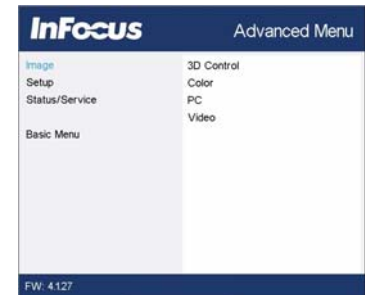 InFocus
Advanced Menu
Image
Setup
Status/Service
Basic Menu
3D Control
Color
PC
Video
FW: 4.127